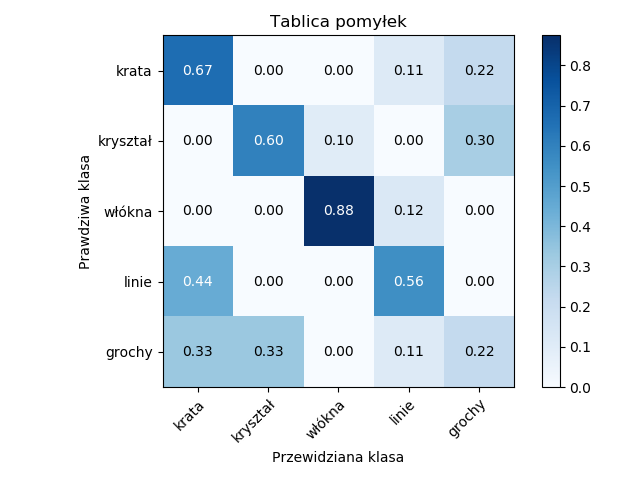 Tablica pomyłek
Prawdziwa klasa
krata 0.67 0.00 0.00 0.11 0.22
kryształ 0.00 0.60 0.10 0.00 0.30
włókna 0.00 0.00 0.88 0.12 0.00
linie 0.44 0.00 0.00 0.56 0.00
grochy 0.33 0.33 0.00 0.11 0.22
krata kryształ włókna linie grochy
Przewidziana klasa
0.8
0.7
0.6
0.5
0.4
0.3
0.2
0.1
0.0